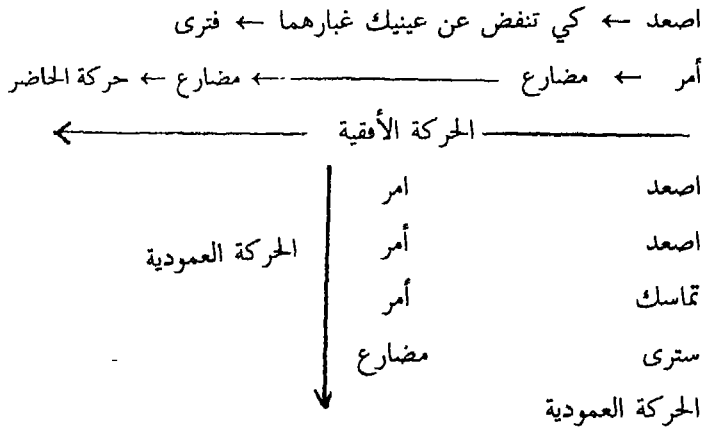 اصعد ← كي تنفض عن عينيك غبارهما ← فترى
أمر ← مضارع ← مضارع ← حركة الحاضر
الحركة الأفقية
اصعد امر
اصعد أمر
الحركة العمودية
تماسك أمر
سترى مضارع
الحركة العمودية